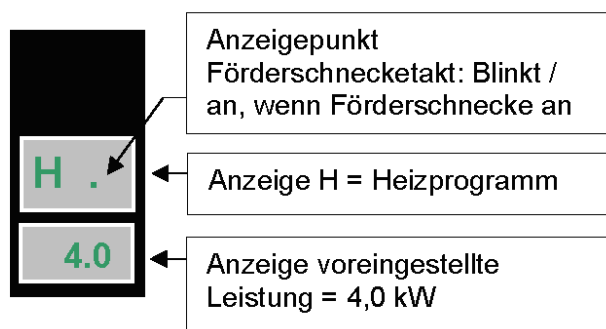 Anzeigepunkt
Förderschnecketakt: Blinkt /
an, wenn Förderschnecke an
H .
Anzeige H = Heizprogramm
4.0
Anzeige voreingestellte
Leistung = 4,0 kW